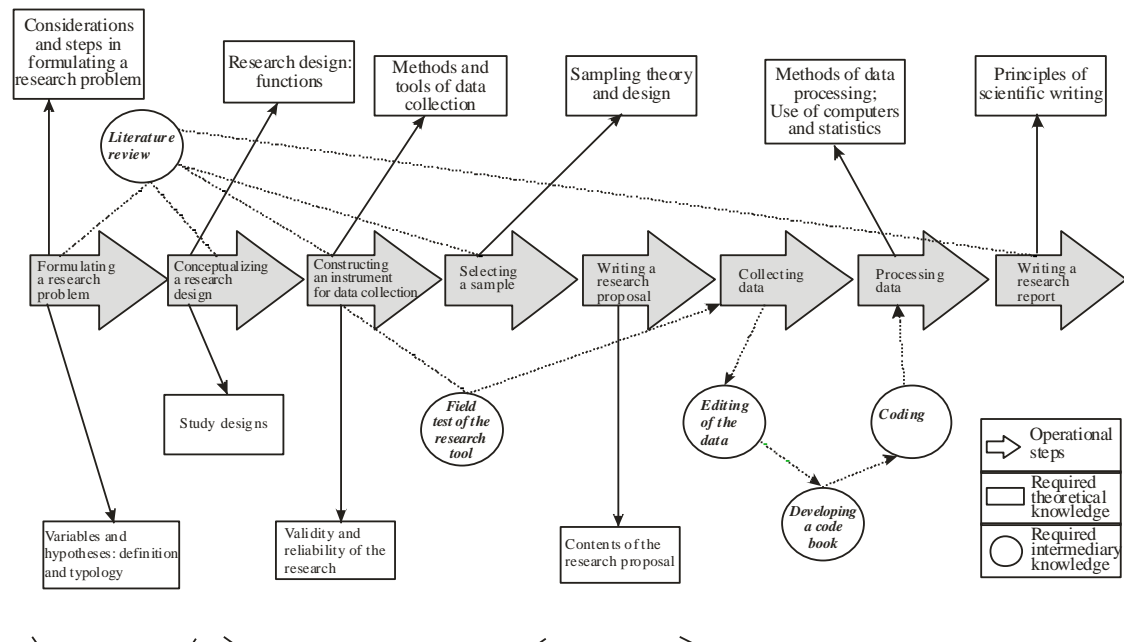 Considerations
and steps in
formulating a
research problem
Research design:
functions
Methods and
tools of data
collection
Sampling theory
and design
Methods of data
processing;
Use of computers
and statistics
Principles of
scientific writing
Literature
review
Formulating
a research
problem
Conceptualizing
a research
design
Constructing
an instrument
for data collection
Selecting
a sample
Writing a
research
proposal
Collecting
data
Processing
data
Writing a
research
report
Study designs
Field
test of the
research
tool
Editing
of the
data
Coding
Developing
a code
book
Variables and
hypotheses: definition
and typology
Validity and
reliability of the
research
Contents of the
research proposal
Operational
steps
Required
theoretical
knowledge
Required
intermediary
knowledge